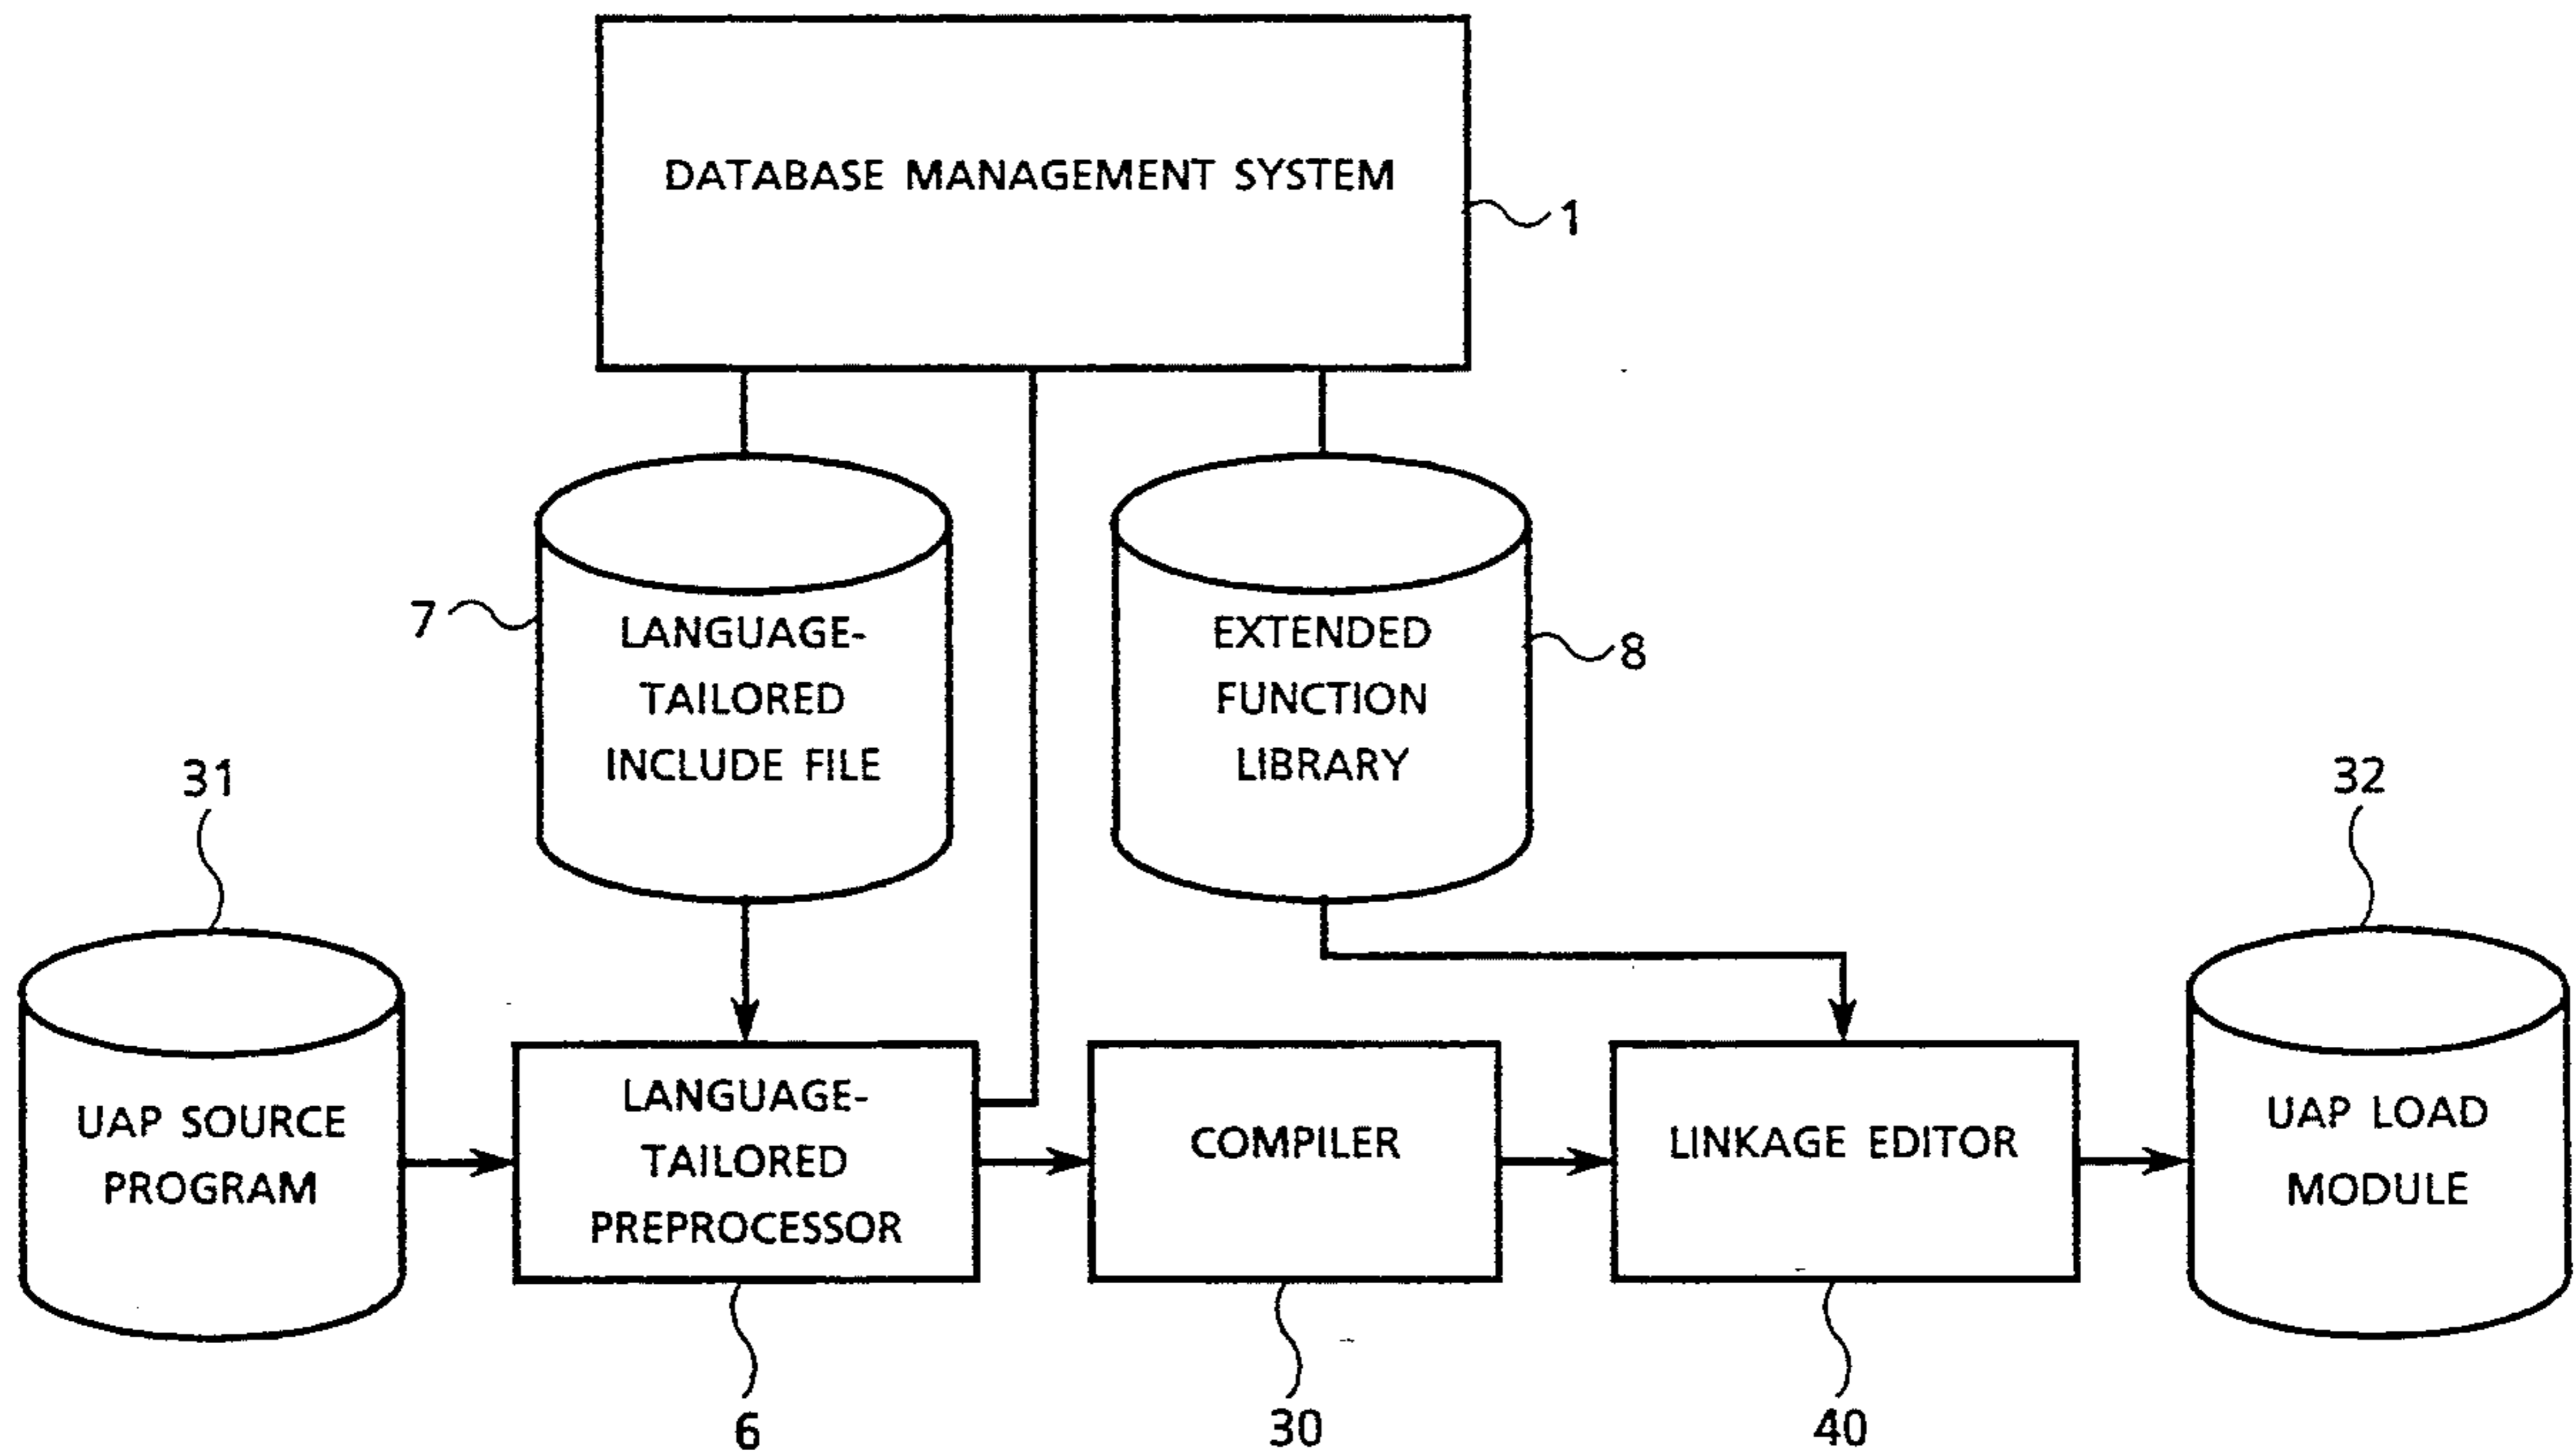 DATABASE MANAGEMENT SYSTEM
1
7
LANGUAGE-
TAILORED
INCLUDE FILE
EXTENDED
FUNCTION
LIBRARY
8
31
UAP SOURCE
PROGRAM
LANGUAGE-
TAILORED
PREPROCESSOR
6
COMPILER
30
LINKAGE EDITOR
40
32
UAP LOAD
MODULE